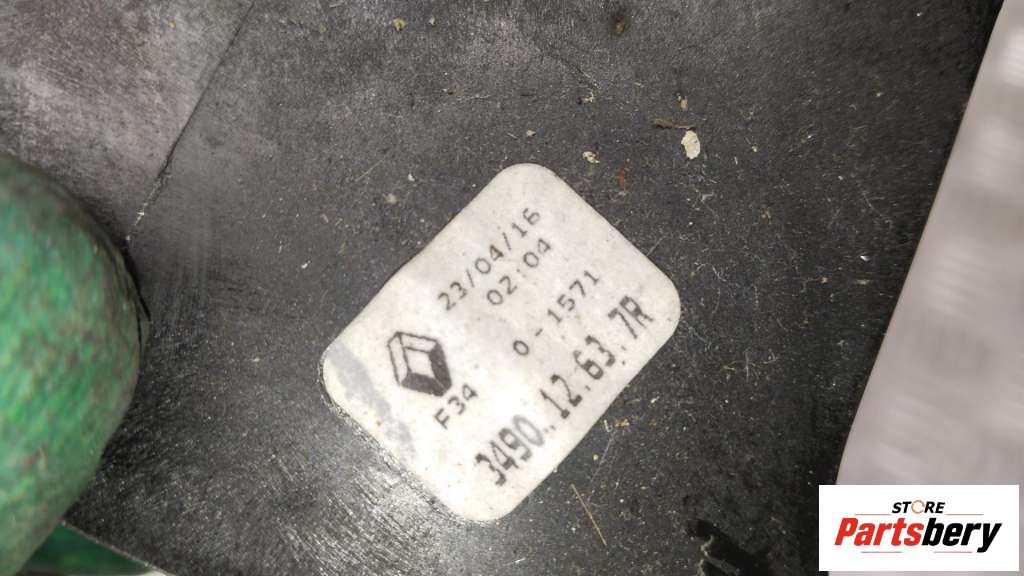 23/04/16
02:04
0-1571
F34
3490.12.63.7R
STORE
Partsbery